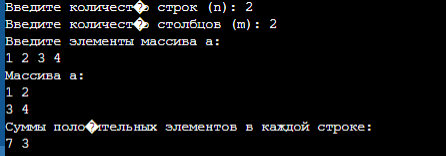 Введите количест�о строк (n): 2
Введите количест�о столбцов (m): 2
Введите элементы массива a:
1 2 3 4
Массива a:
1 2
3 4
Суммы поло�ительных элементов в каждой строке:
7 3